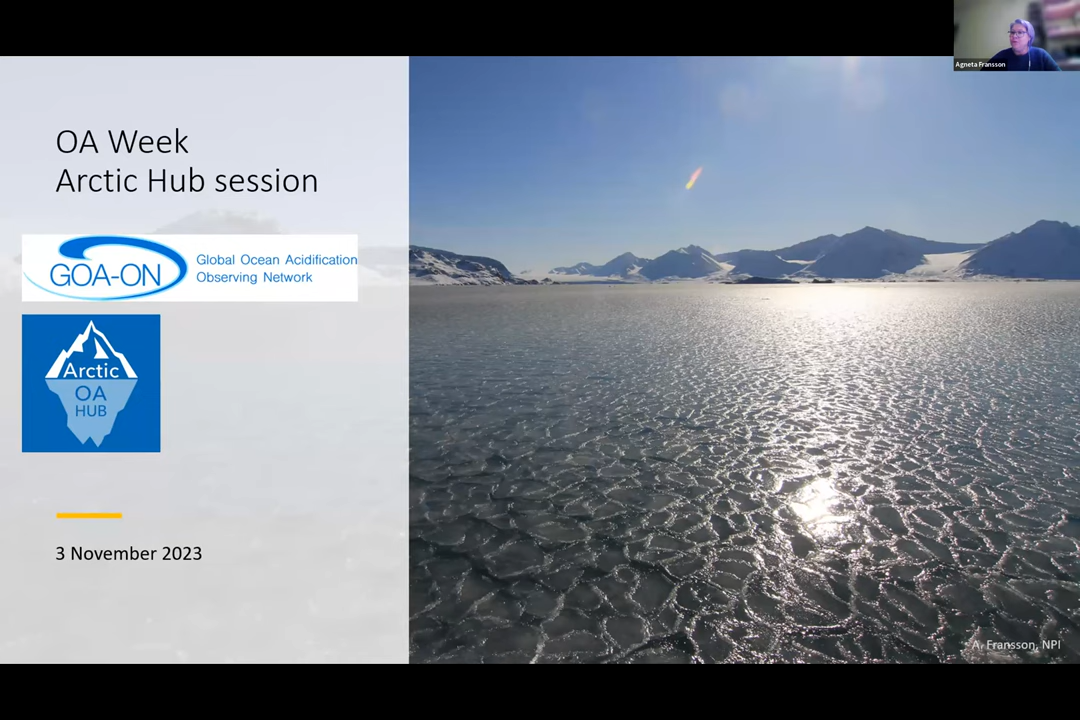 Agneta Fransson
OA Week
Arctic Hub session
GOA-ON
Global Ocean Acidification
Observing Network
Arctic
OA
HUB
3 November 2023
A. Fransson, NPI